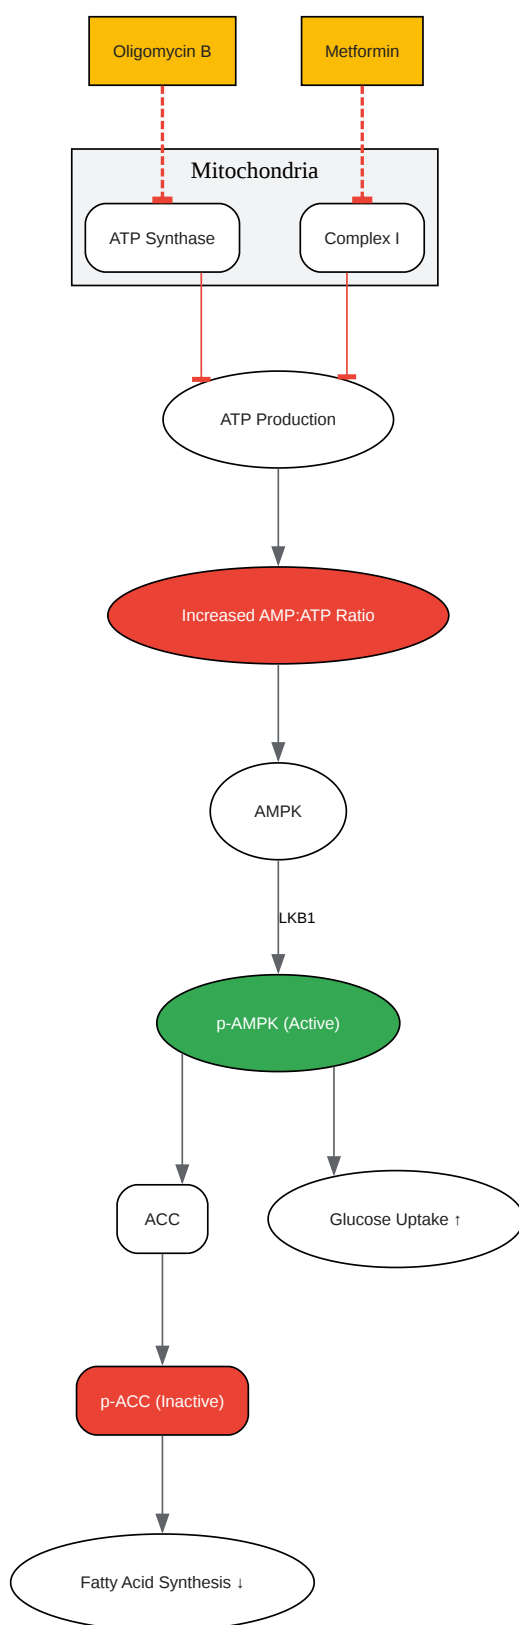 Oligomycin B
Metformin
Mitochondria
ATP Synthase
Complex I
ATP Production
Increased AMP:ATP Ratio
AMPK
LKB1
p-AMPK (Active)
ACC
Glucose Uptake ↑
p-ACC (Inactive)
Fatty Acid Synthesis ↓